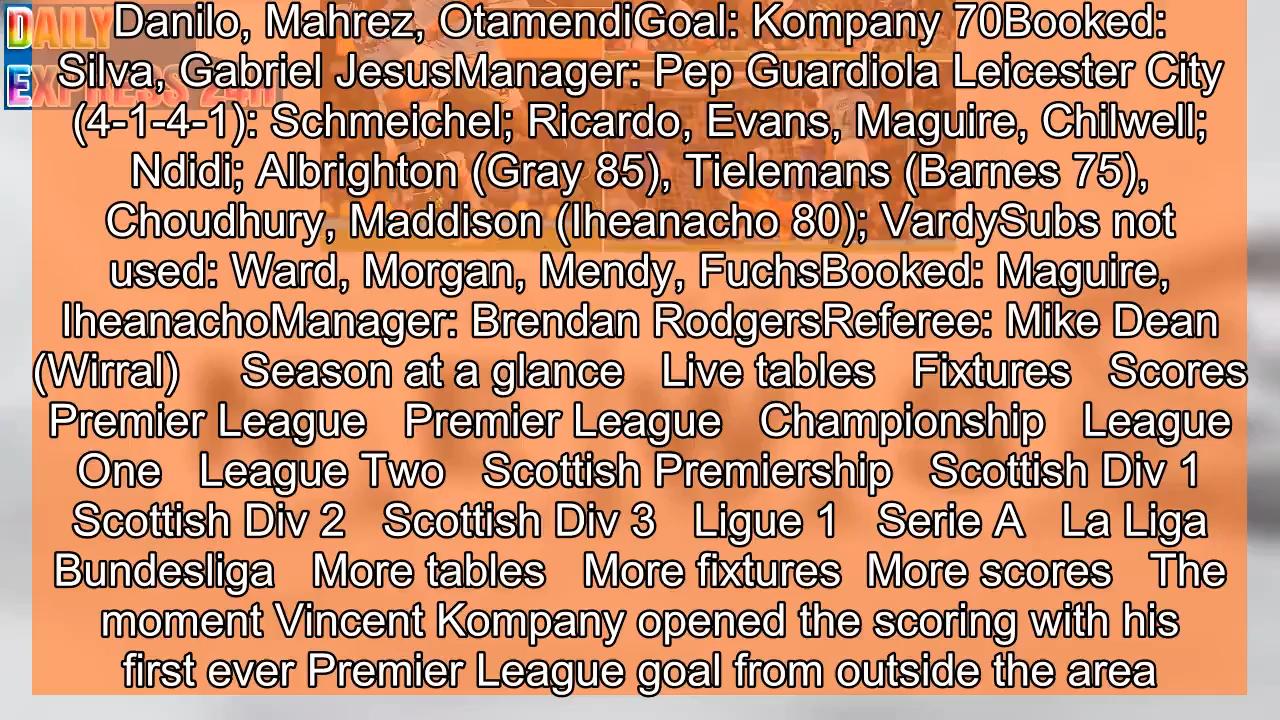 DAILY
EXPRESS 24H
Danilo, Mahrez, OtamendiGoal: Kompany 70Booked:
Silva, Gabriel JesusManager: Pep Guardiola Leicester City
(4-1-4-1): Schmeichel; Ricardo, Evans, Maguire, Chilwell;
Ndidi; Albrighton (Gray 85), Tielemans (Barnes 75),
Choudhury, Maddison (Iheanacho 80); VardySubs not
used: Ward, Morgan, Mendy, FuchsBooked: Maguire,
IheanachoManager: Brendan RodgersReferee: Mike Dean
(Wirral) Season at a glance Live tables Fixtures Scores
Premier League Premier League Championship League
One League Two Scottish Premiership Scottish Div 1
Scottish Div 2 Scottish Div 3 Ligue 1 Serie A La Liga
Bundesliga More tables More fixtures More scores The
moment Vincent Kompany opened the scoring with his
first ever Premier League goal from outside the area